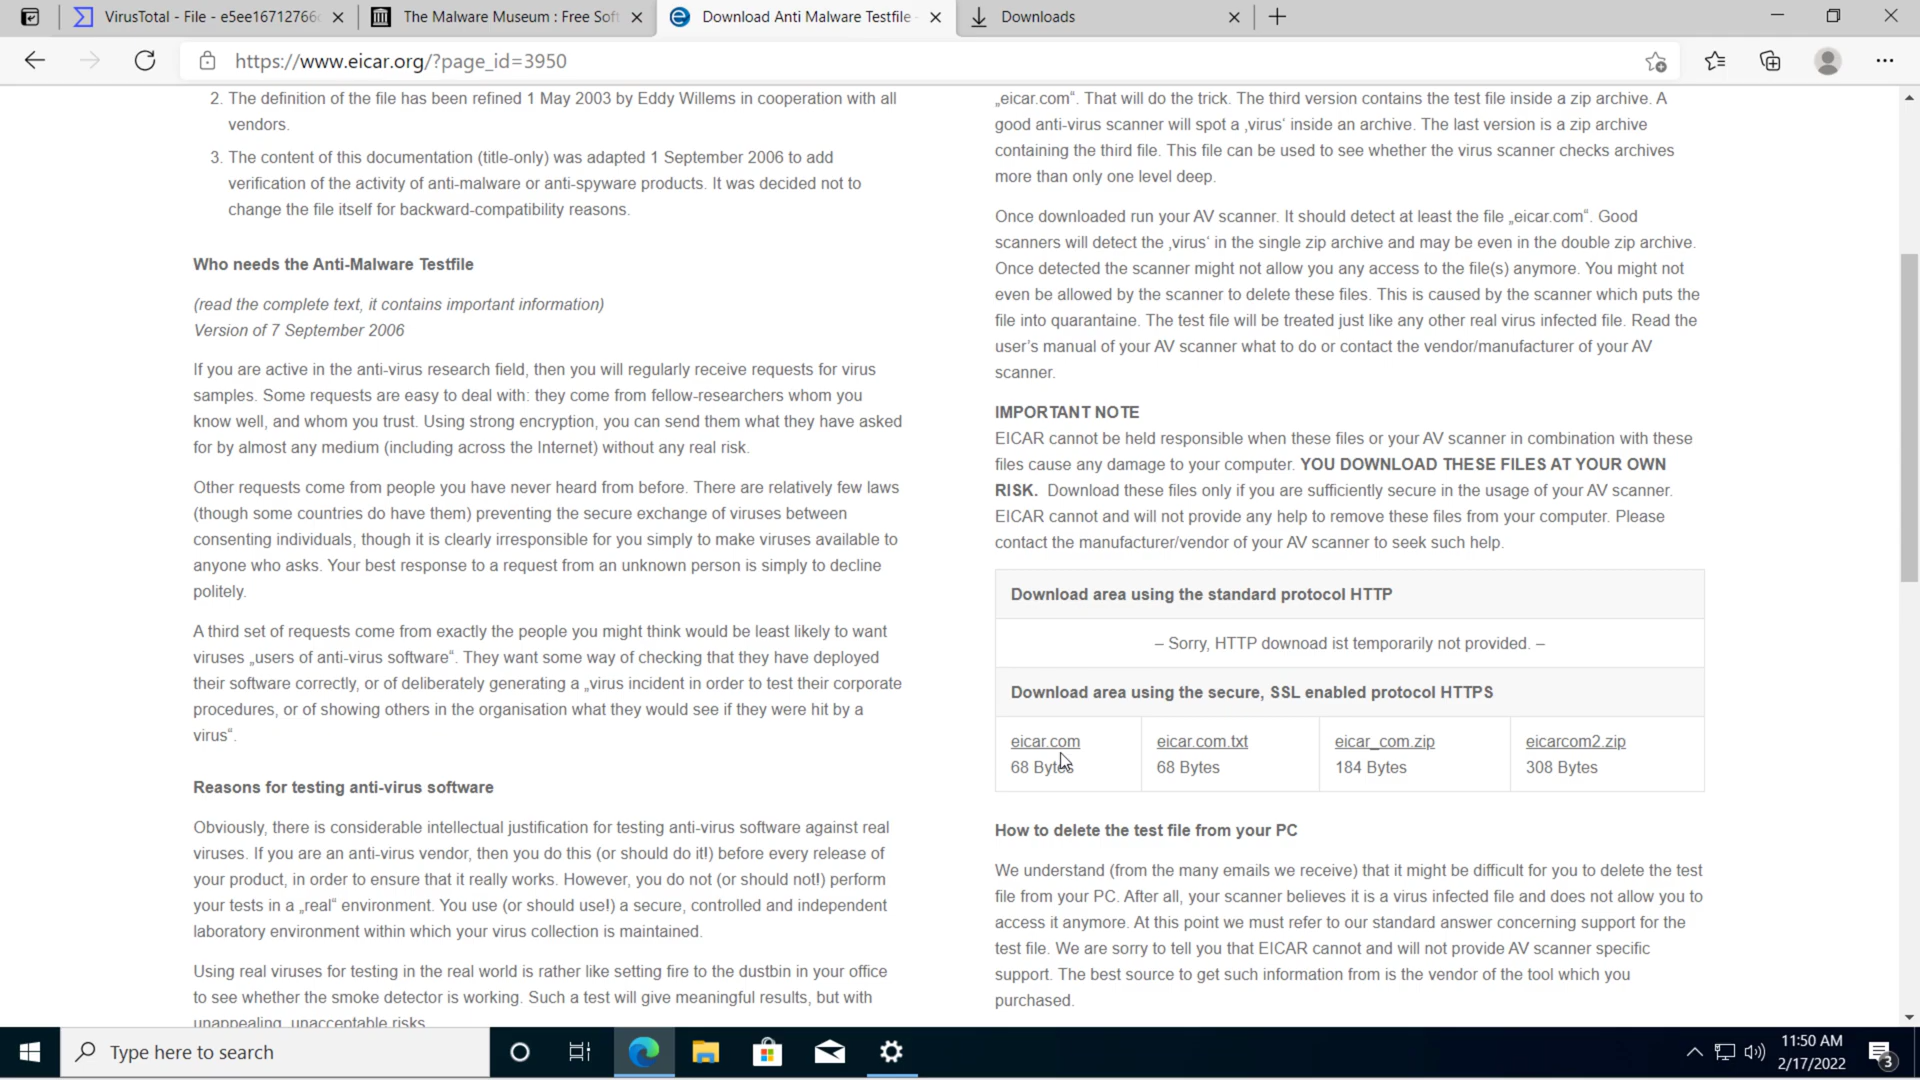 VirusTotal - File - e5ee16712766
The Malware Museum : Free Sof
Download Anti Malware Testfile -
Downloads
https://www.eicar.org/?page_id=3950
2. The definition of the file has been refined 1 May 2003 by Eddy Willems in cooperation with all
vendors.
3. The content of this documentation (title-only) was adapted 1 September 2006 to add
verification of the activity of anti-malware or anti-spyware products. It was decided not to
change the file itself for backward-compatibility reasons.
Who needs the Anti-Malware Testfile
(read the complete text, it contains important information)
Version of 7 September 2006
If you are active in the anti-virus research field, then you will regularly receive requests for virus
samples. Some requests are easy to deal with: they come from fellow-researchers whom you
know well, and whom you trust. Using strong encryption, you can send them what they have asked
for by almost any medium (including across the Internet) without any real risk.
Other requests come from people you have never heard from before. There are relatively few laws
(though some countries do have them) preventing the secure exchange of viruses between
consenting individuals, though it is clearly irresponsible for you simply to make viruses available to
anyone who asks. Your best response to a request from an unknown person is simply to decline
politely.
A third set of requests come from exactly the people you might think would be least likely to want
viruses „users of anti-virus software“. They want some way of checking that they have deployed
their software correctly, or of deliberately generating a „virus incident in order to test their corporate
procedures, or of showing others in the organisation what they would see if they were hit by a
virus“.
Reasons for testing anti-virus software
Obviously, there is considerable intellectual justification for testing anti-virus software against real
viruses. If you are an anti-virus vendor, then you do this (or should do it!) before every release of
your product, in order to ensure that it really works. However, you do not (or should not!) perform
your tests in a „real“ environment. You use (or should use!) a secure, controlled and independent
laboratory environment within which your virus collection is maintained.
Using real viruses for testing in the real world is rather like setting fire to the dustbin in your office
to see whether the smoke detector is working. Such a test will give meaningful results, but with
unappealing, unacceptable risks.
„eicar.com“. That will do the trick. The third version contains the test file inside a zip archive. A
good anti-virus scanner will spot a ‚virus‘ inside an archive. The last version is a zip archive
containing the third file. This file can be used to see whether the virus scanner checks archives
more than only one level deep.
Once downloaded run your AV scanner. It should detect at least the file „eicar.com“. Good
scanners will detect the ‚virus‘ in the single zip archive and may be even in the double zip archive.
Once detected the scanner might not allow you any access to the file(s) anymore. You might not
even be allowed by the scanner to delete these files. This is caused by the scanner which puts the
file into quarantaine. The test file will be treated just like any other real virus infected file. Read the
user's manual of your AV scanner what to do or contact the vendor/manufacturer of your AV
scanner.
IMPORTANT NOTE
EICAR cannot be held responsible when these files or your AV scanner in combination with these
files cause any damage to your computer. YOU DOWNLOAD THESE FILES AT YOUR OWN
RISK. Download these files only if you are sufficiently secure in the usage of your AV scanner.
EICAR cannot and will not provide any help to remove these files from your computer. Please
contact the manufacturer/vendor of your AV scanner to seek such help.
Download area using the standard protocol HTTP
– Sorry, HTTP downoad ist temporarily not provided. –
Download area using the secure, SSL enabled protocol HTTPS
eicar.com eicar.com.txt eicar_com.zip eicarcom2.zip
68 Bytes 68 Bytes 184 Bytes 308 Bytes
How to delete the test file from your PC
We understand (from the many emails we receive) that it might be difficult for you to delete the test
file from your PC. After all, your scanner believes it is a virus infected file and does not allow you to
access it anymore. At this point we must refer to our standard answer concerning support for the
test file. We are sorry to tell you that EICAR cannot and will not provide AV scanner specific
support. The best source to get such information from is the vendor of the tool which you
purchased.
Type here to search
11:50 AM
2/17/2022
3